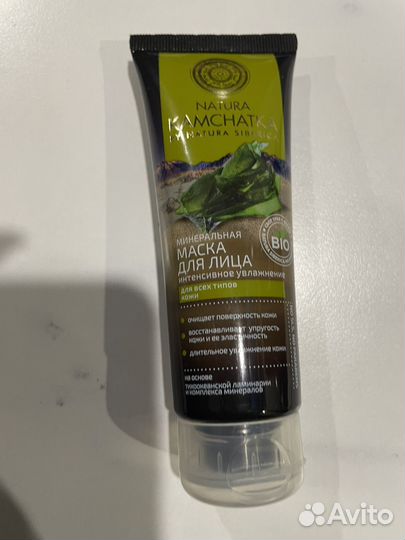 NATURA
KAMCHATKA
BY NATURA SIBERICA
МИНЕРАЛЬНАЯ
МАСКА
ДЛЯ ЛИЦА
ИНТЕНСИВНОЕ УВЛАЖНЕНИЕ
для всех типов
кожи
BIO
очищает поверхность кожи
восстанавливает упругость
кожи и ее эластичность
длительное увлажнение кожи
на основе
тихоокеанской ламинарии
и комплекса минералов
Avito